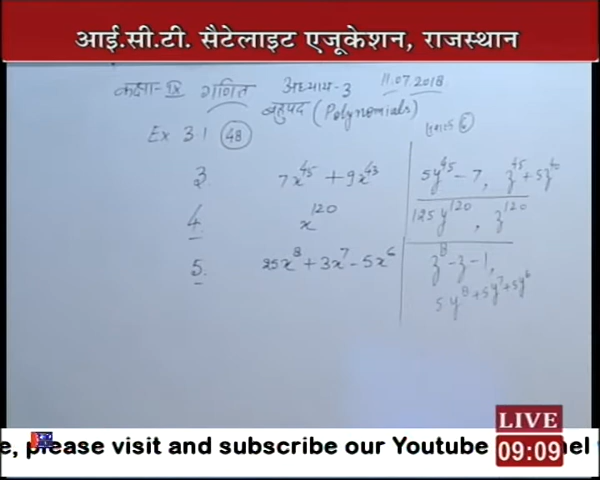 आई.सी.टी. सैटेलाइट एजूकेशन, राजस्थान
कक्षा-IX गणित अध्याय-3 11.07.2018
बहुपद (Polynomials)
Ex 3.1 (48)
3. 7x^45 + 9x^43 5y^45 - 7, z^45 + 5z^40
4. x^120 125y^120, z^120
5. 25x^8 + 3x^7 - 5x^6 z^8 - z - 1,
5y^8 + 5y^7 + 5y^6
LIVE
09:09
e, please visit and subscribe our Youtube